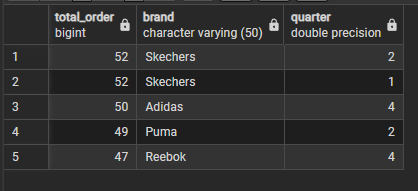 total_order brand quarter
bigint character varying (50) double precision
1 52 Skechers 2
2 52 Skechers 1
3 50 Adidas 4
4 49 Puma 2
5 47 Reebok 4